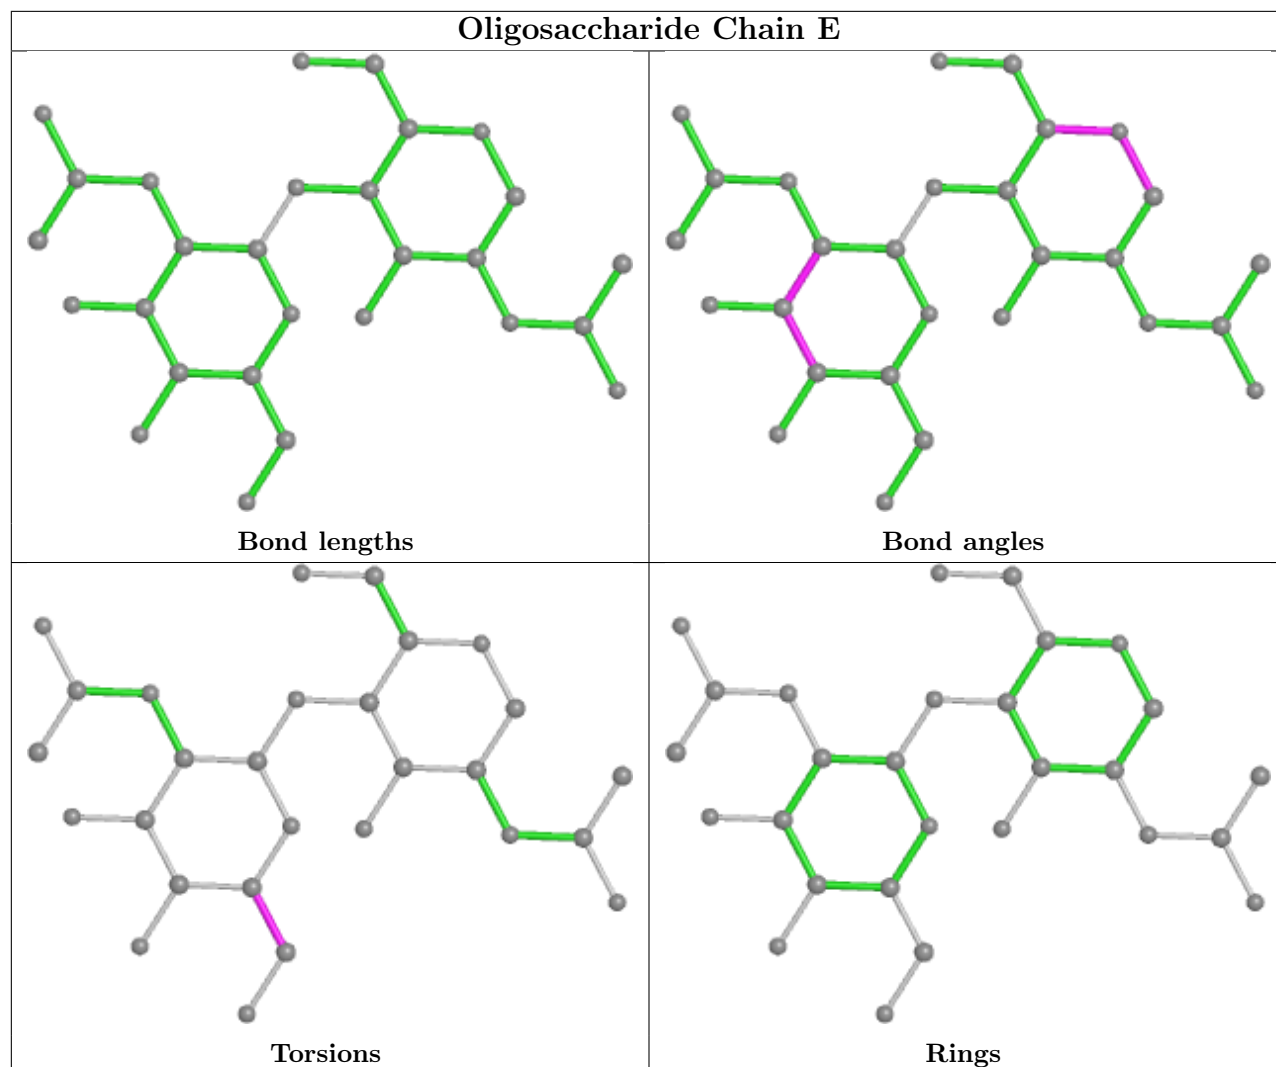 Oligosaccharide Chain E
Bond lengths
Bond angles
Torsions
Rings